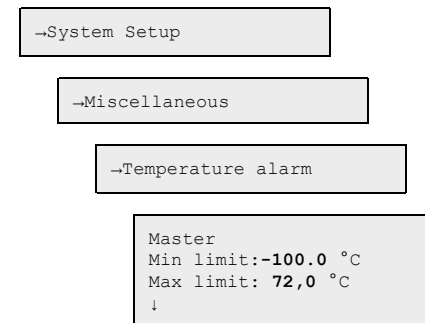 →System Setup
→Miscellaneous
→Temperature alarm
Master
Min limit:-100.0 °C
Max limit: 72,0 °C
↓